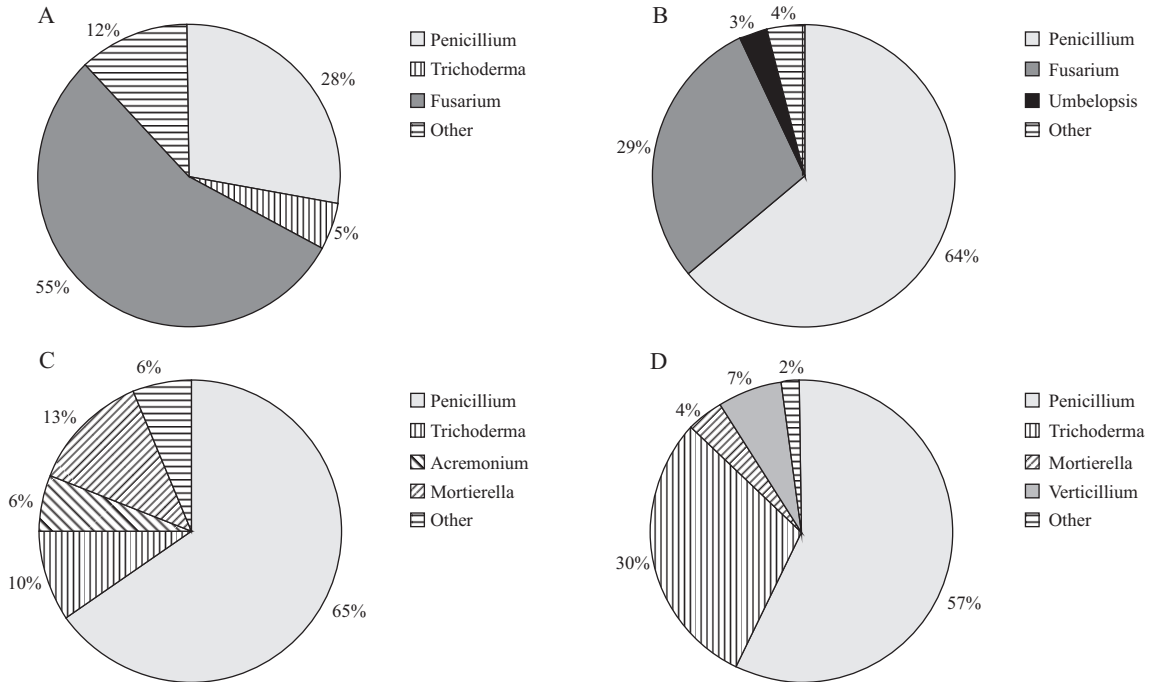 A
12%
28%
5%
55%
Penicillium
Trichoderma
Fusarium
Other
B
3%
4%
29%
64%
Penicillium
Fusarium
Umbelopsis
Other
C
6%
13%
6%
10%
65%
Penicillium
Trichoderma
Acremonium
Mortierella
Other
D
2%
7%
4%
30%
57%
Penicillium
Trichoderma
Mortierella
Verticillium
Other